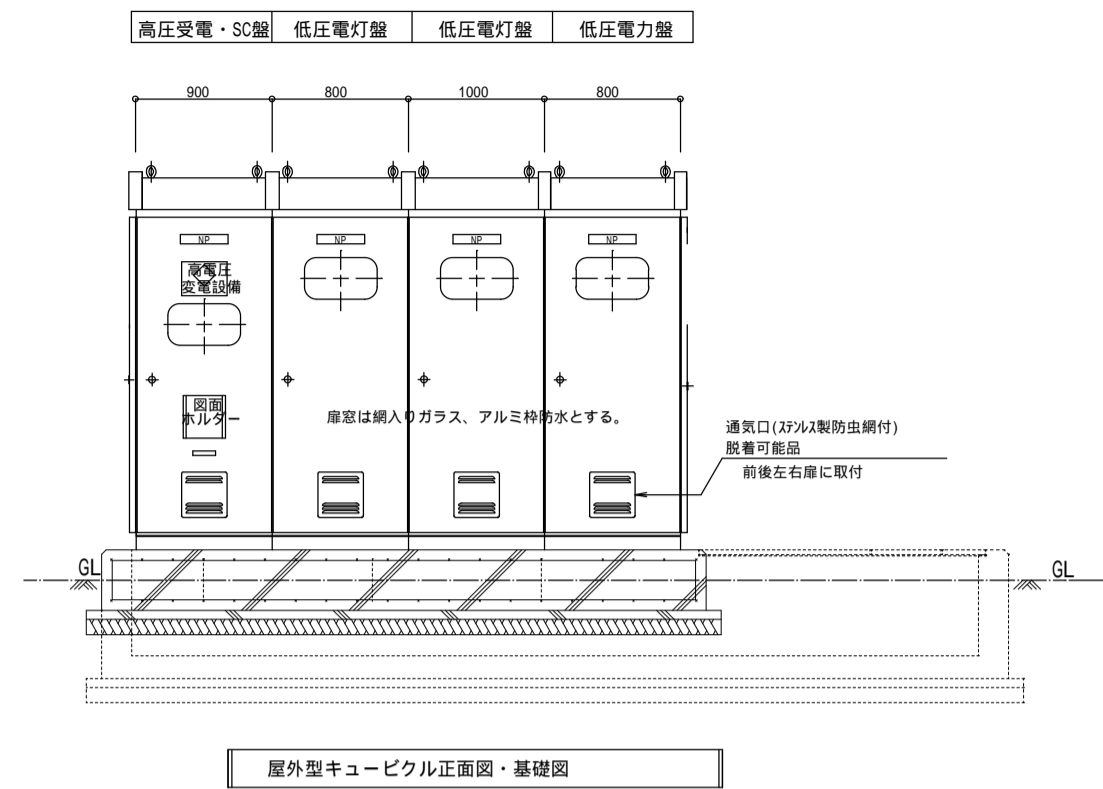 高圧受電・SC盤 低圧電灯盤 低圧電灯盤 低圧電力盤
900 800 1000 800
NP NP NP NP
高電圧
変電設備
図面
ホルダー
扉窓は網入りガラス、アルミ枠防水とする。
通気口(ステンレス製防虫網付)
脱着可能品
前後左右扉に取付
GL GL
屋外型キュービクル正面図・基礎図